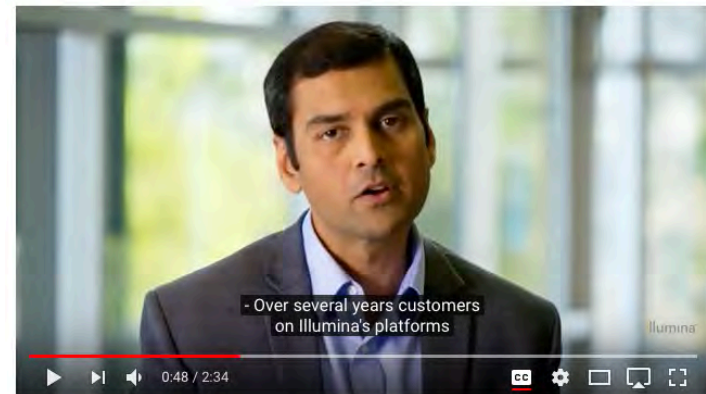 - Over several years customers
on Illumina's platforms
Illumina
0:48 / 2:34
CC